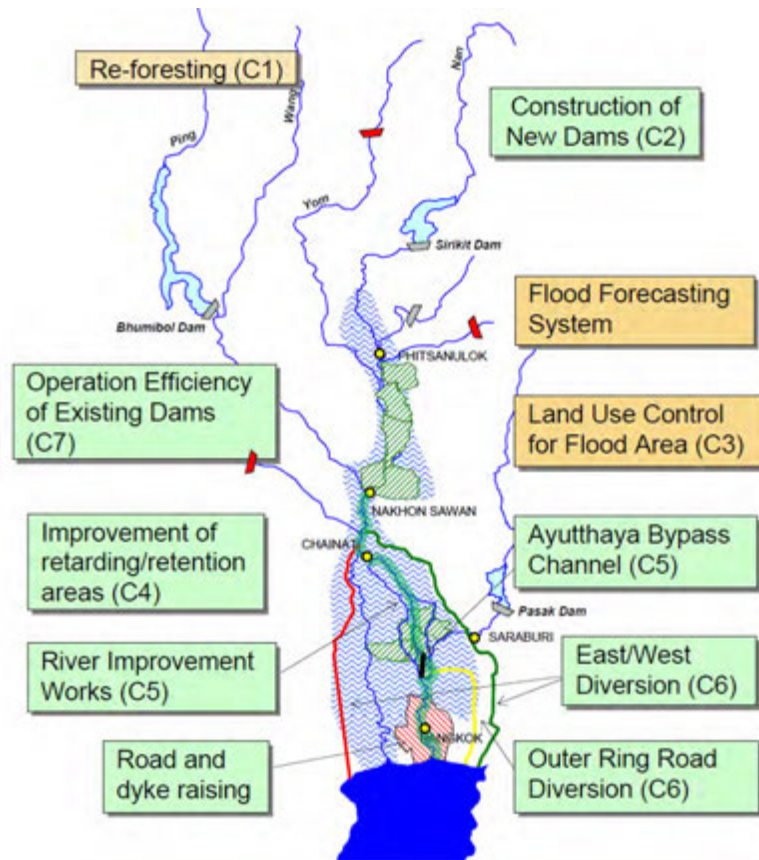 Re-foresting (C1)
Ping
Wang
Nan
Construction of
New Dams (C2)
Yom
Sirikit Dam
Bhumibol Dam
Flood Forecasting
System
PHITSANULOK
Operation Efficiency
of Existing Dams
(C7)
Land Use Control
for Flood Area (C3)
NAKHON SAWAN
Improvement of
retarding/retention
areas (C4)
CHAINAT
Ayutthaya Bypass
Channel (C5)
Pasak Dam
SARABURI
River Improvement
Works (C5)
East/West
Diversion (C6)
NGKOK
Road and
dyke raising
Outer Ring Road
Diversion (C6)